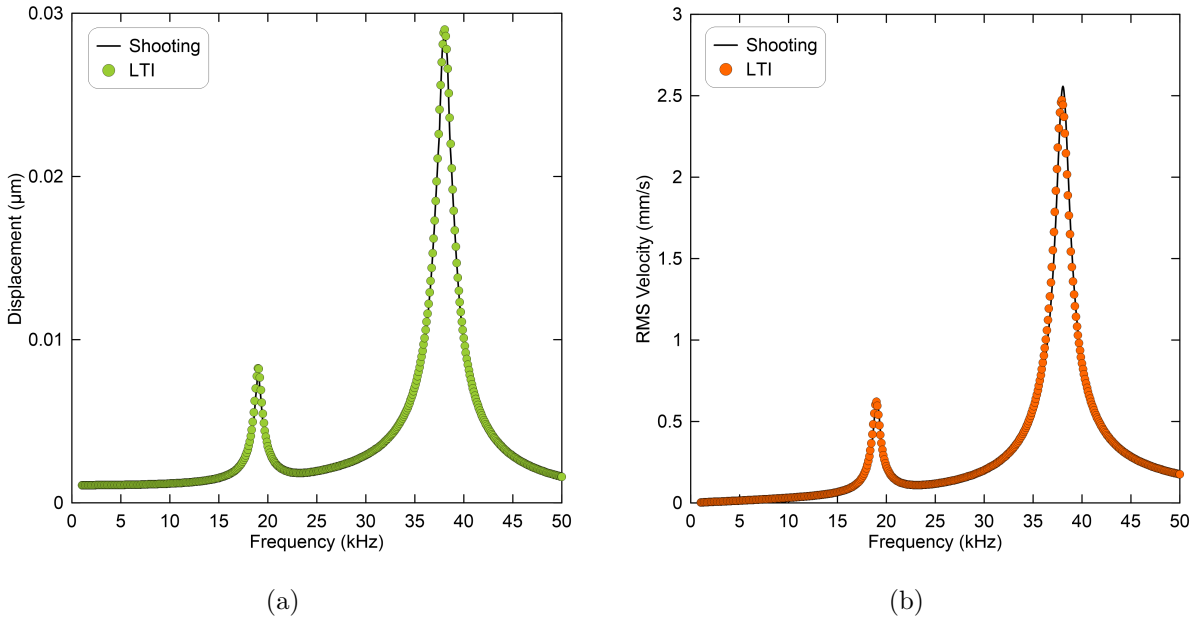 0.03
0.02
0.01
0
Displacement (μm)
Shooting
LTI
0 5 10 15 20 25 30 35 40 45 50
Frequency (kHz)
(a)
3
2.5
2
1.5
1
0.5
0
RMS Velocity (mm/s)
Shooting
LTI
0 5 10 15 20 25 30 35 40 45 50
Frequency (kHz)
(b)